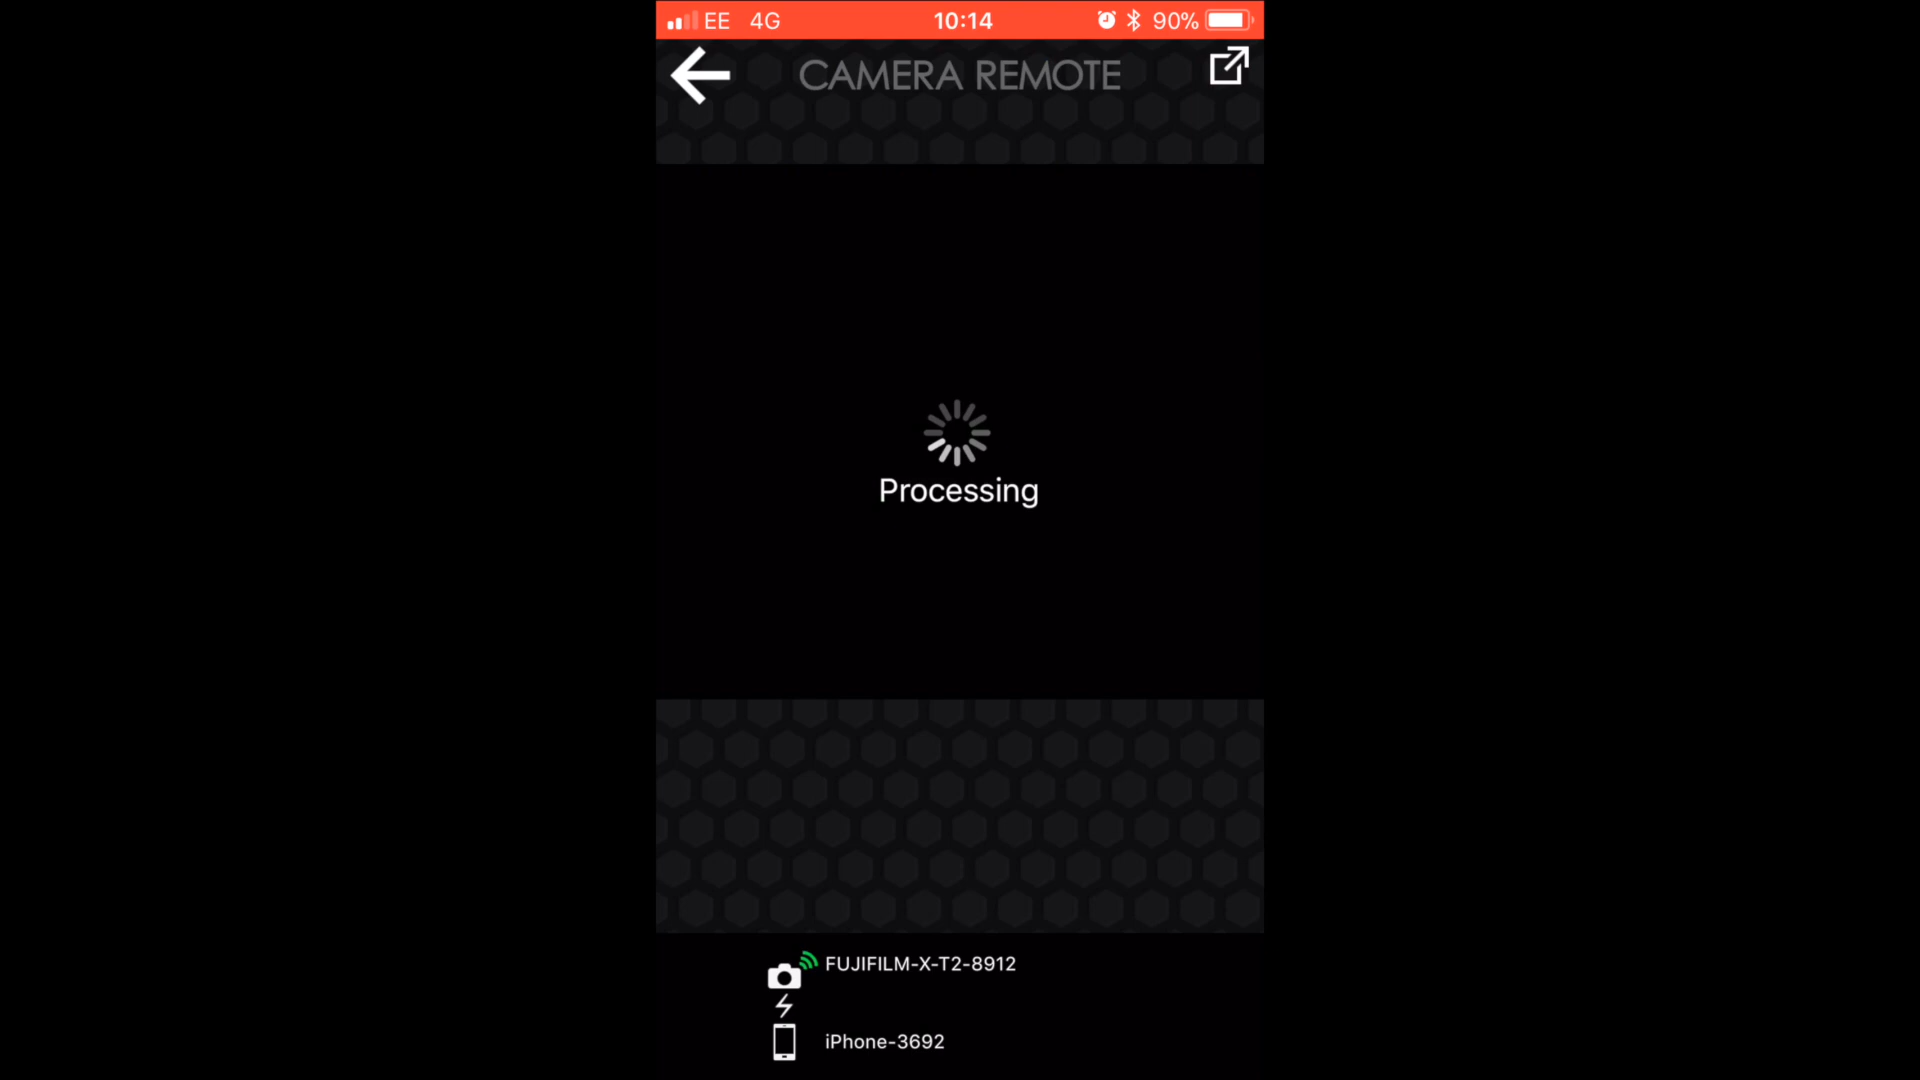 EE 4G 10:14 90%
CAMERA REMOTE
Processing
FUJIFILM-X-T2-8912
iPhone-3692